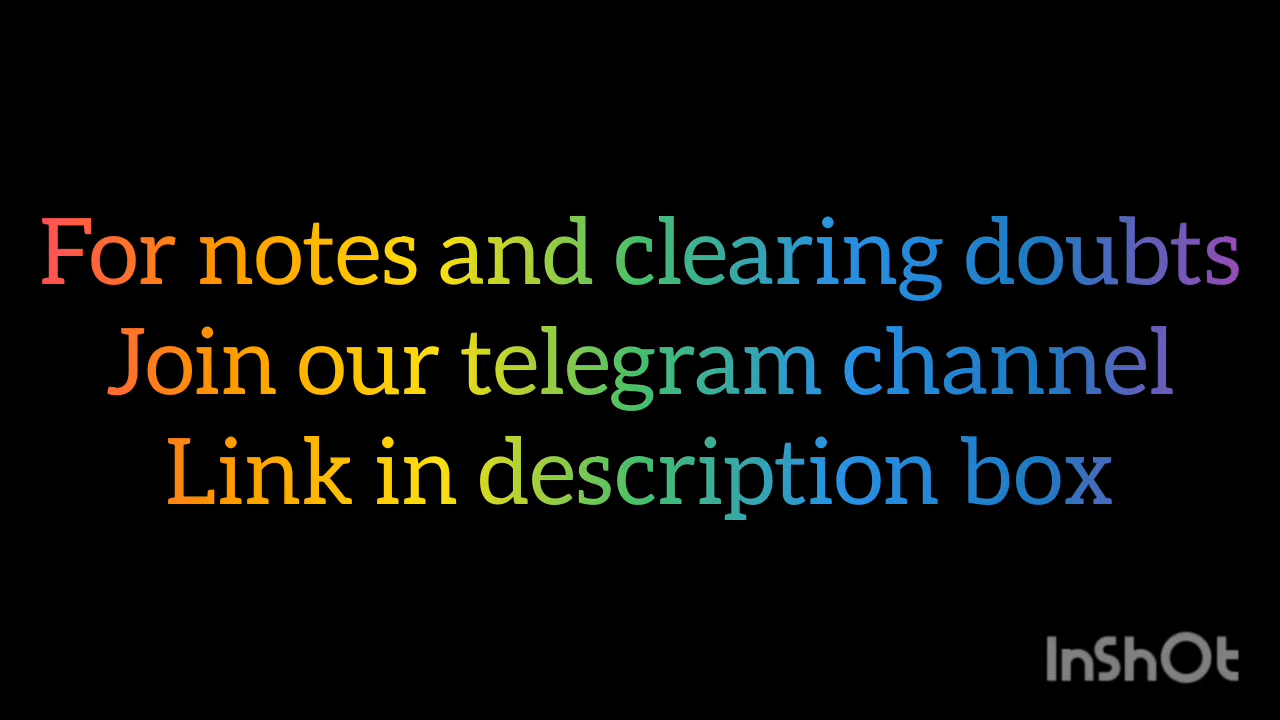 For notes and clearing doubts
Join our telegram channel
Link in description box
InShOt